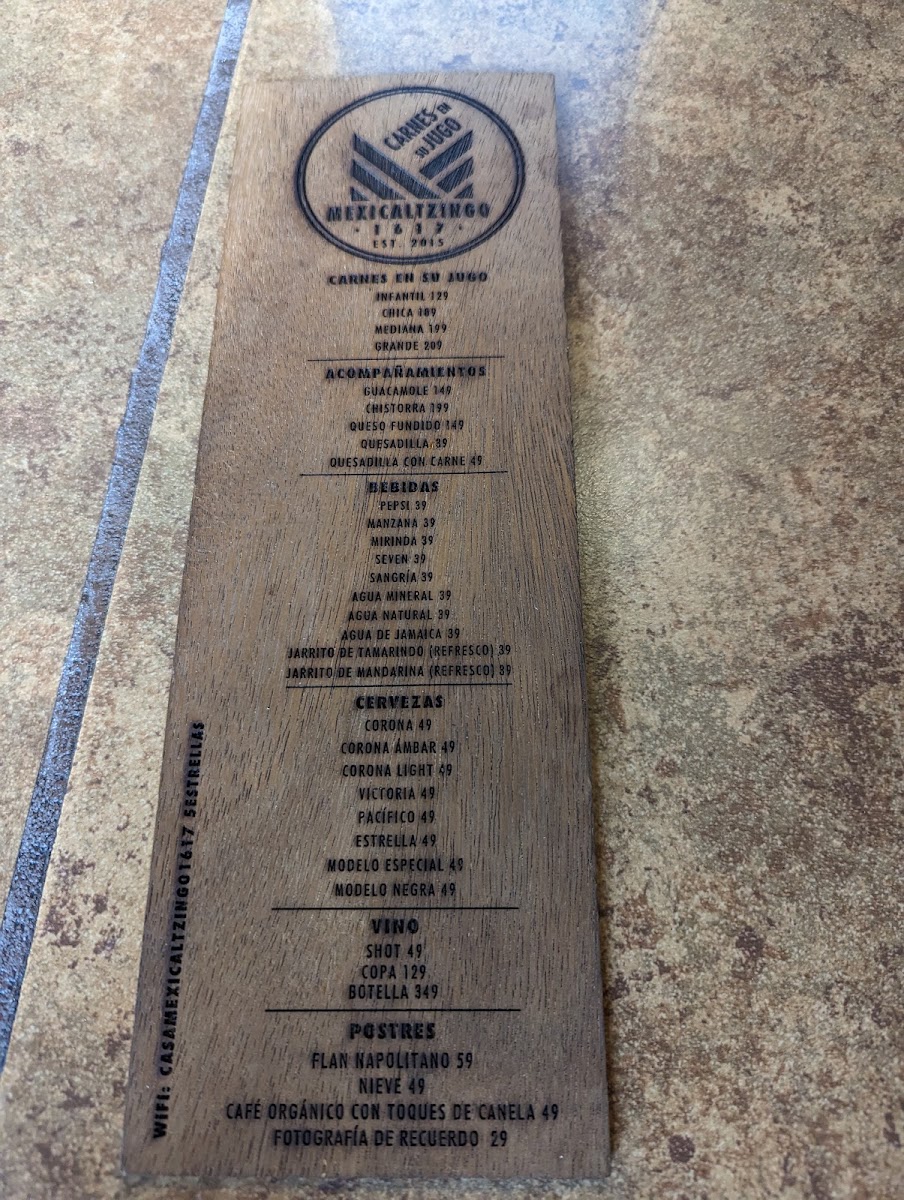 CARNES EN
SU JUGO
MEXICALTZINGO
· 1617 ·
EST. 2015
CARNES EN SU JUGO
INFANTIL 129
CHICA 189
MEDIANA 199
GRANDE 209
ACOMPAÑAMIENTOS
GUACAMOLE 149
CHISTORRA 199
QUESO FUNDIDO 149
QUESADILLA 39
QUESADILLA CON CARNE 49
BEBIDAS
PEPSI 39
MANZANA 39
MIRINDA 39
SEVEN 39
SANGRÍA 39
AGUA MINERAL 39
AGUA NATURAL 39
AGUA DE JAMAICA 39
JARRITO DE TAMARINDO (REFRESCO) 39
JARRITO DE MANDARINA (REFRESCO) 39
CERVEZAS
CORONA 49
CORONA ÁMBAR 49
CORONA LIGHT 49
VICTORIA 49
PACÍFICO 49
ESTRELLA 49
MODELO ESPECIAL 49
MODELO NEGRA 49
VINO
SHOT 49
COPA 129
BOTELLA 349
POSTRES
FLAN NAPOLITANO 59
NIEVE 49
CAFÉ ORGÁNICO CON TOQUES DE CANELA 49
FOTOGRAFÍA DE RECUERDO 29
WIFI: CASAMEXICALTZINGO1617 5ESTRELLAS